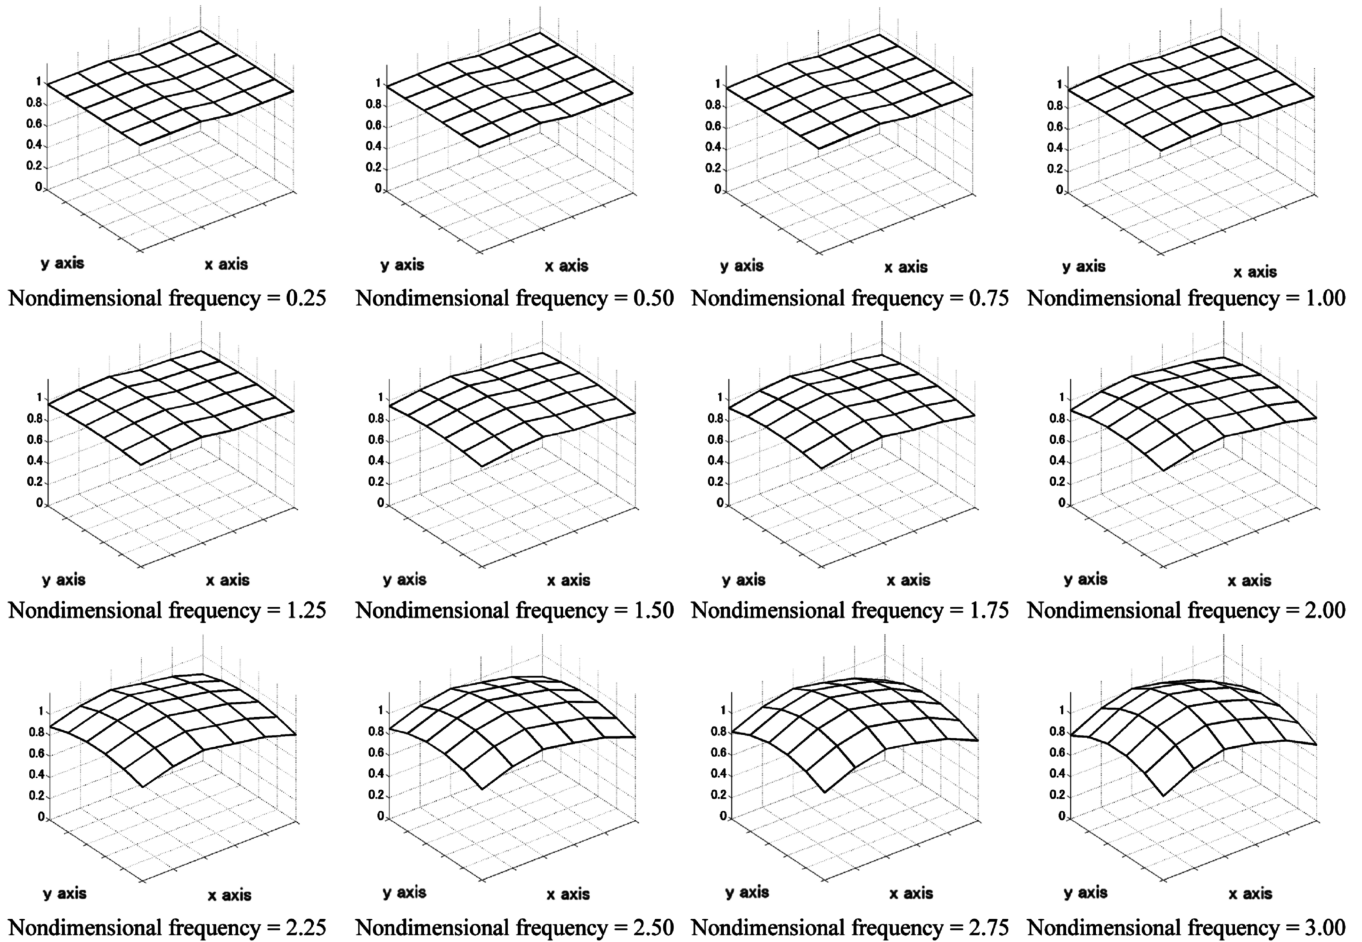 1 1 1 1
0.8 0.8 0.8 0.8
0.6 0.6 0.6 0.6
0.4 0.4 0.4 0.4
0.2 0.2 0.2 0.2
0 0 0 0
y axis x axis y axis x axis y axis x axis y axis x axis
Nondimensional frequency = 0.25 Nondimensional frequency = 0.50 Nondimensional frequency = 0.75 Nondimensional frequency = 1.00
1 1 1 1
0.8 0.8 0.8 0.8
0.6 0.6 0.6 0.6
0.4 0.4 0.4 0.4
0.2 0.2 0.2 0.2
0 0 0 0
y axis x axis y axis x axis y axis x axis y axis x axis
Nondimensional frequency = 1.25 Nondimensional frequency = 1.50 Nondimensional frequency = 1.75 Nondimensional frequency = 2.00
1 1 1 1
0.8 0.8 0.8 0.8
0.6 0.6 0.6 0.6
0.4 0.4 0.4 0.4
0.2 0.2 0.2 0.2
0 0 0 0
y axis x axis y axis x axis y axis x axis y axis x axis
Nondimensional frequency = 2.25 Nondimensional frequency = 2.50 Nondimensional frequency = 2.75 Nondimensional frequency = 3.00